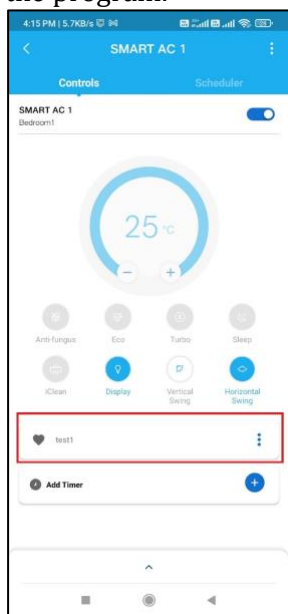 the program.
4:15 PM | 5.7KB/s
SMART AC 1
Controls Scheduler
SMART AC 1
Bedroom1
25 °C
− +
Anti-fungus Eco Turbo Sleep
iClean Display Vertical Swing Horizontal Swing
test1
Add Timer